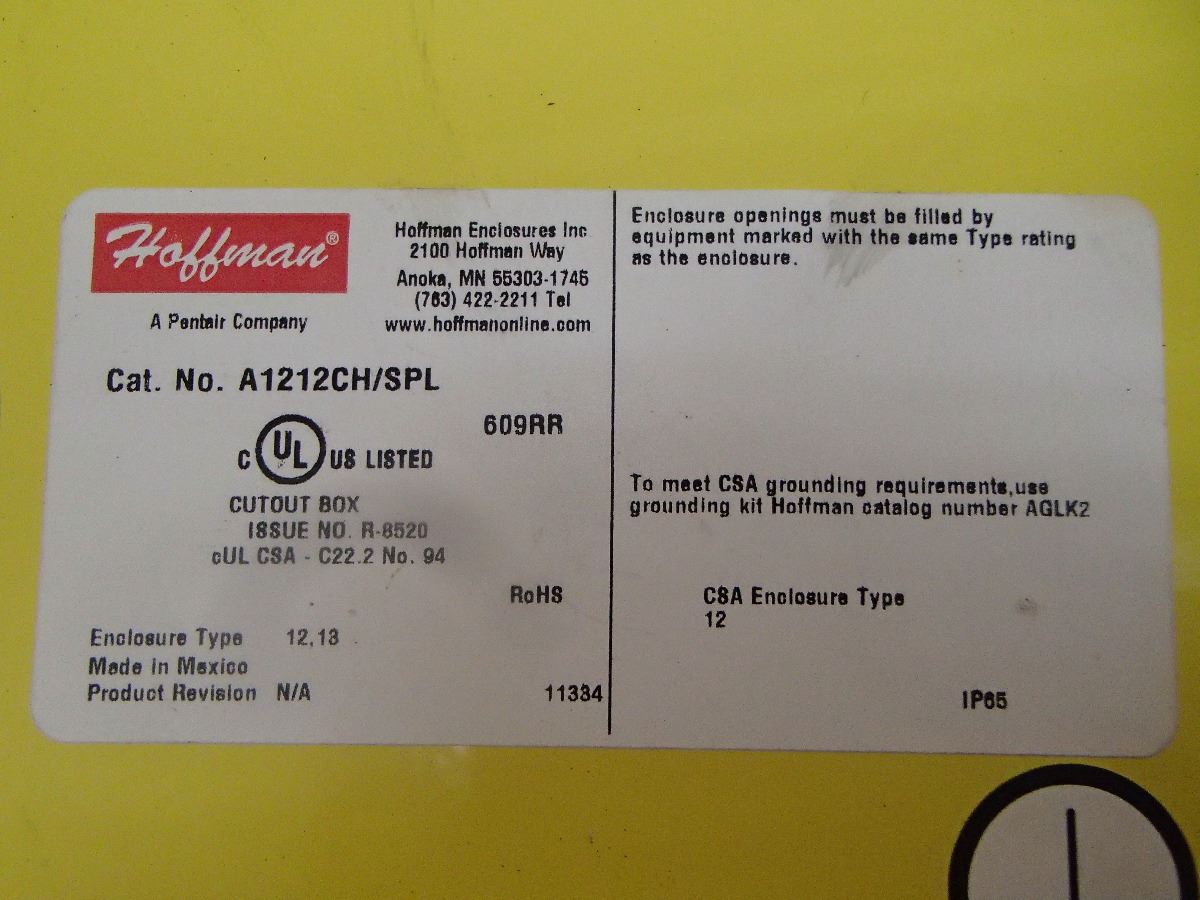 Hoffman®
A Pentair Company
Hoffman Enclosures Inc
2100 Hoffman Way
Anoka, MN 55303-1745
(763) 422-2211 Tel
www.hoffmanonline.com
Cat. No. A1212CH/SPL
609RR
C UL US LISTED
CUTOUT BOX
ISSUE NO. R-8520
cUL CSA - C22.2 No. 94
RoHS
Enclosure Type 12,13
Made in Mexico
Product Revision N/A
11334
Enclosure openings must be filled by
equipment marked with the same Type rating
as the enclosure.
To meet CSA grounding requirements,use
grounding kit Hoffman catalog number AGLK2
CSA Enclosure Type
12
IP65